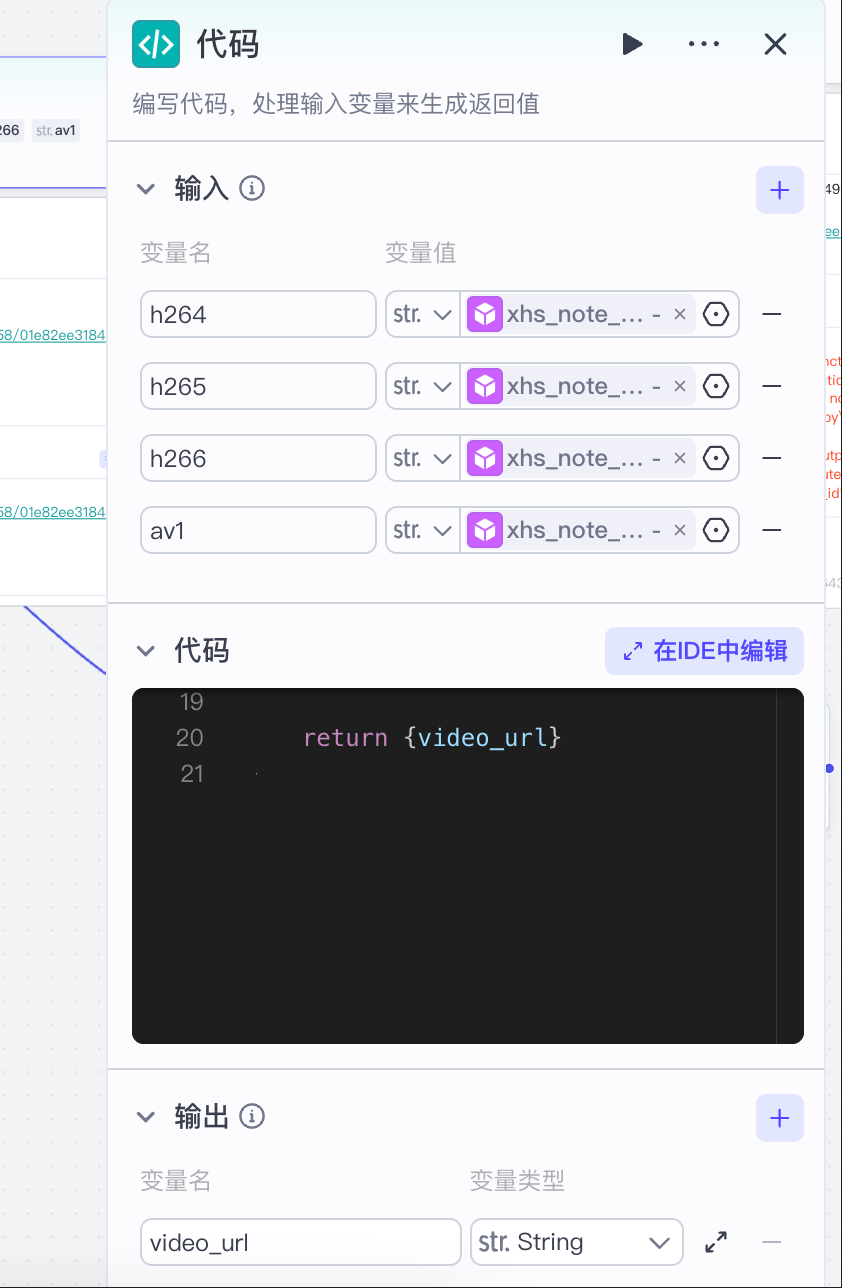 代码
编写代码，处理输入变量来生成返回值
266 str. av1
输入
变量名 变量值
h264 str. xhs_note_... -
h265 str. xhs_note_... -
h266 str. xhs_note_... -
av1 str. xhs_note_... -
58/01e82ee3184
58/01e82ee3184
代码 在IDE中编辑
19
20 return {video_url}
21
输出
变量名 变量类型
video_url str. String